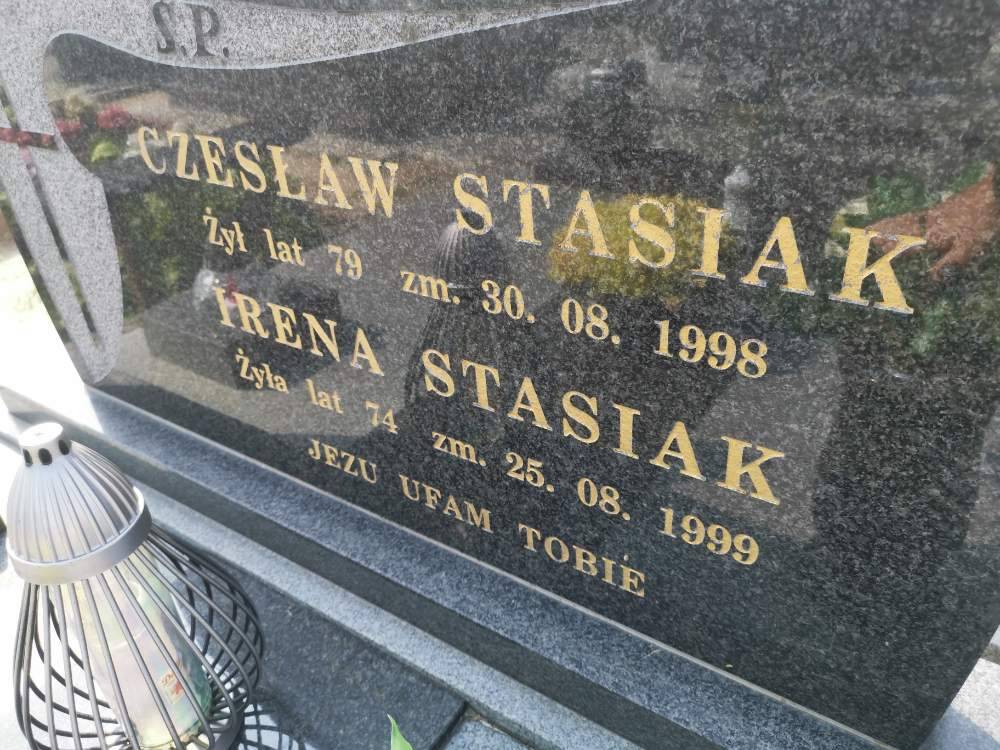 Ś.P.
CZESŁAW STASIAK
Żył lat 79 zm. 30. 08. 1998
IRENA STASIAK
Żyła lat 74 zm. 25. 08. 1999
JEZU UFAM TOBIE